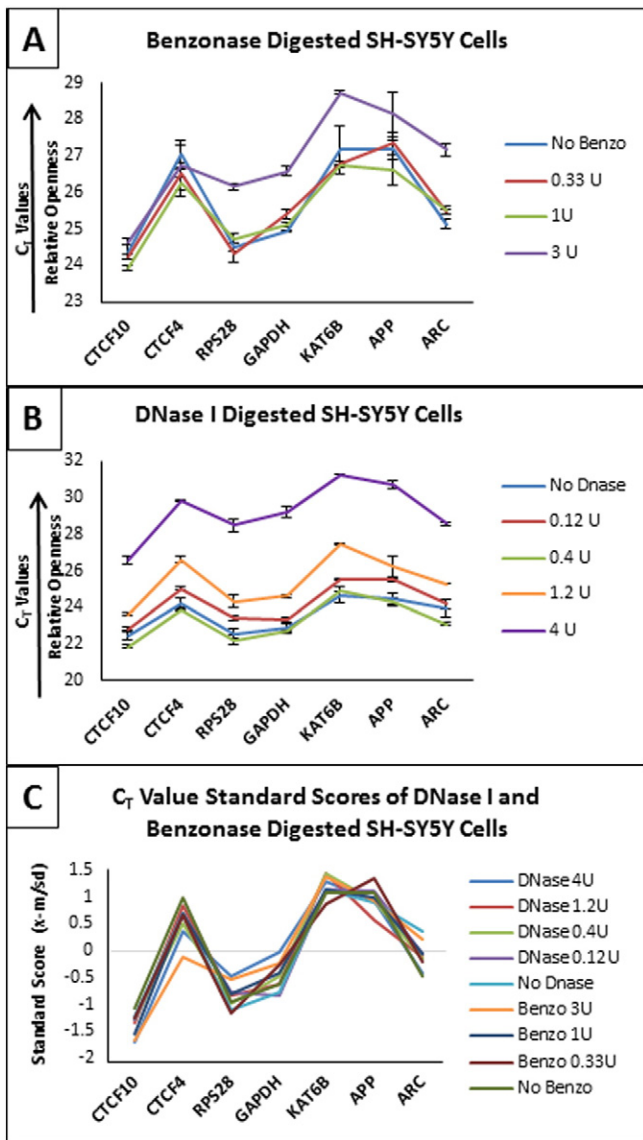 A
Benzonase Digested SH-SY5Y Cells
C_T Values
Relative Openness
29
28
27
26
25
24
23
No Benzo
0.33 U
1U
3 U
CTCF10
CTCF4
RPS28
GAPDH
KAT6B
APP
ARC
B
DNase I Digested SH-SY5Y Cells
C_T Values
Relative Openness
32
30
28
26
24
22
20
No Dnase
0.12 U
0.4 U
1.2 U
4 U
CTCF10
CTCF4
RPS28
GAPDH
KAT6B
APP
ARC
C
C_T Value Standard Scores of DNase I and
Benzonase Digested SH-SY5Y Cells
Standard Score (x-m/sd)
1.5
1
0.5
0
-0.5
-1
-1.5
-2
DNase 4U
DNase 1.2U
DNase 0.4U
DNase 0.12U
No Dnase
Benzo 3U
Benzo 1U
Benzo 0.33U
No Benzo
CTCF10
CTCF4
RPS28
GAPDH
KAT6B
APP
ARC